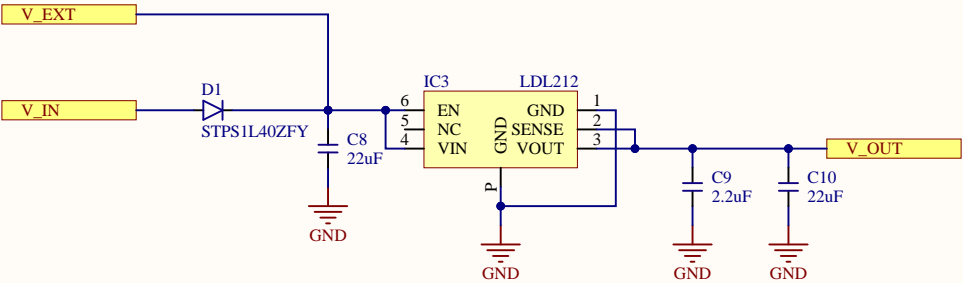 V_EXT
V_IN
D1
STPS1L40ZFY
C8
22uF
GND
IC3 LDL212
6 EN GND 1
5 NC SENSE 2
4 VIN VOUT 3
GND
P
GND
V_OUT
C9
2.2uF
GND
C10
22uF
GND